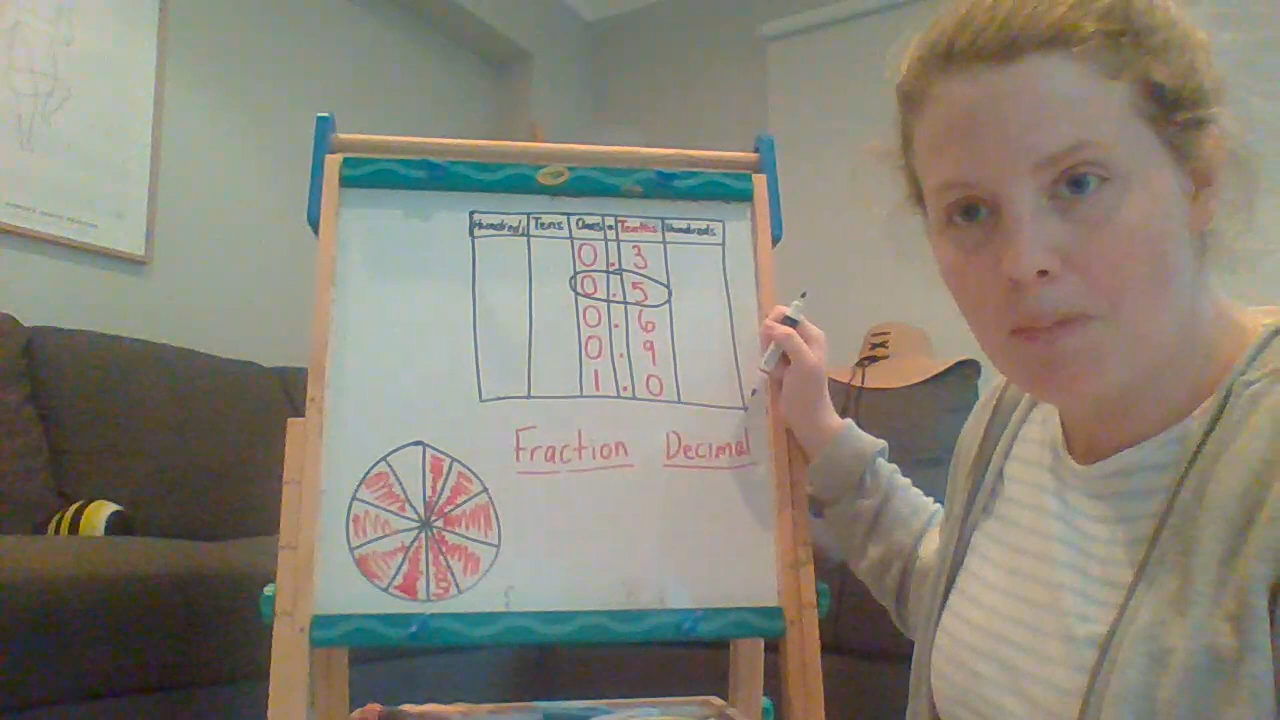 Hundreds Tens Ones . Tenths Hundreds
0 . 3
0 . 5
0 . 6
0 . 9
1 . 0
Fraction Decimal